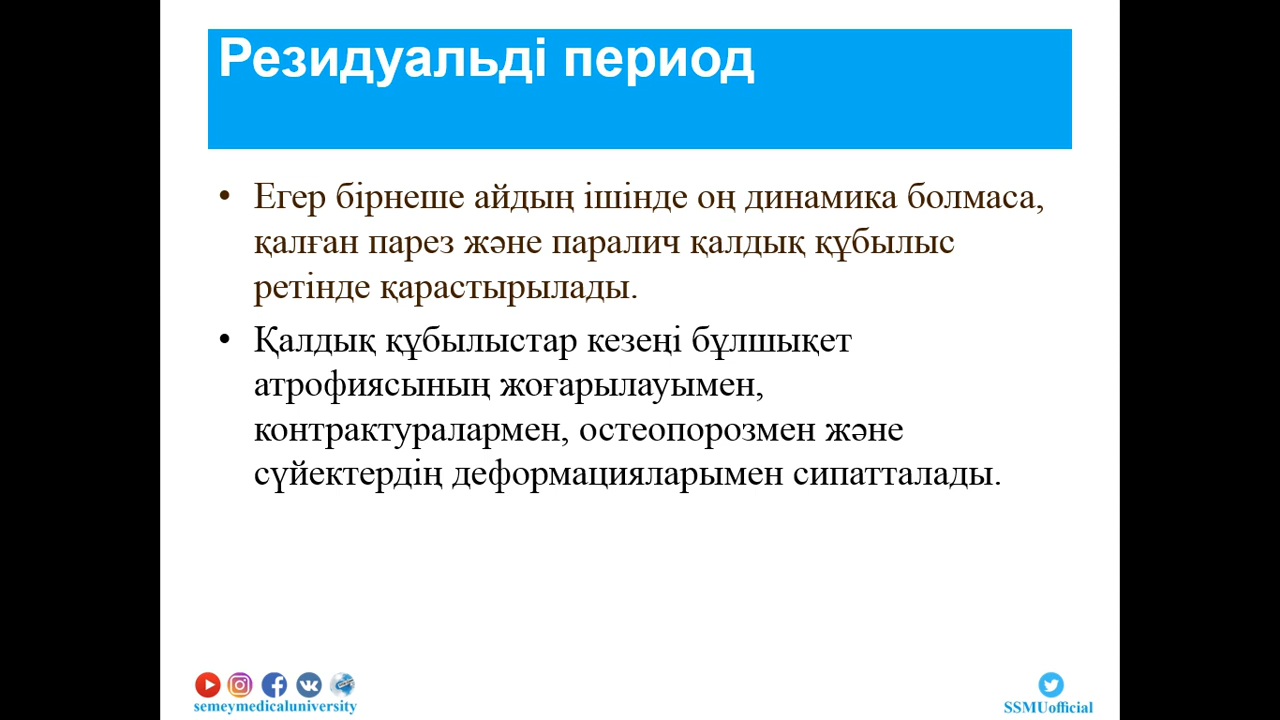 Резидуальді период
• Егер бірнеше айдың ішінде оң динамика болмаса,
қалған парез және паралич қалдық құбылыс
ретінде қарастырылады.
• Қалдық құбылыстар кезеңі бұлшықет
атрофиясының жоғарылауымен,
контрактуралармен, остеопорозмен және
сүйектердің деформацияларымен сипатталады.
semeymedicaluniversity
SSMUofficial